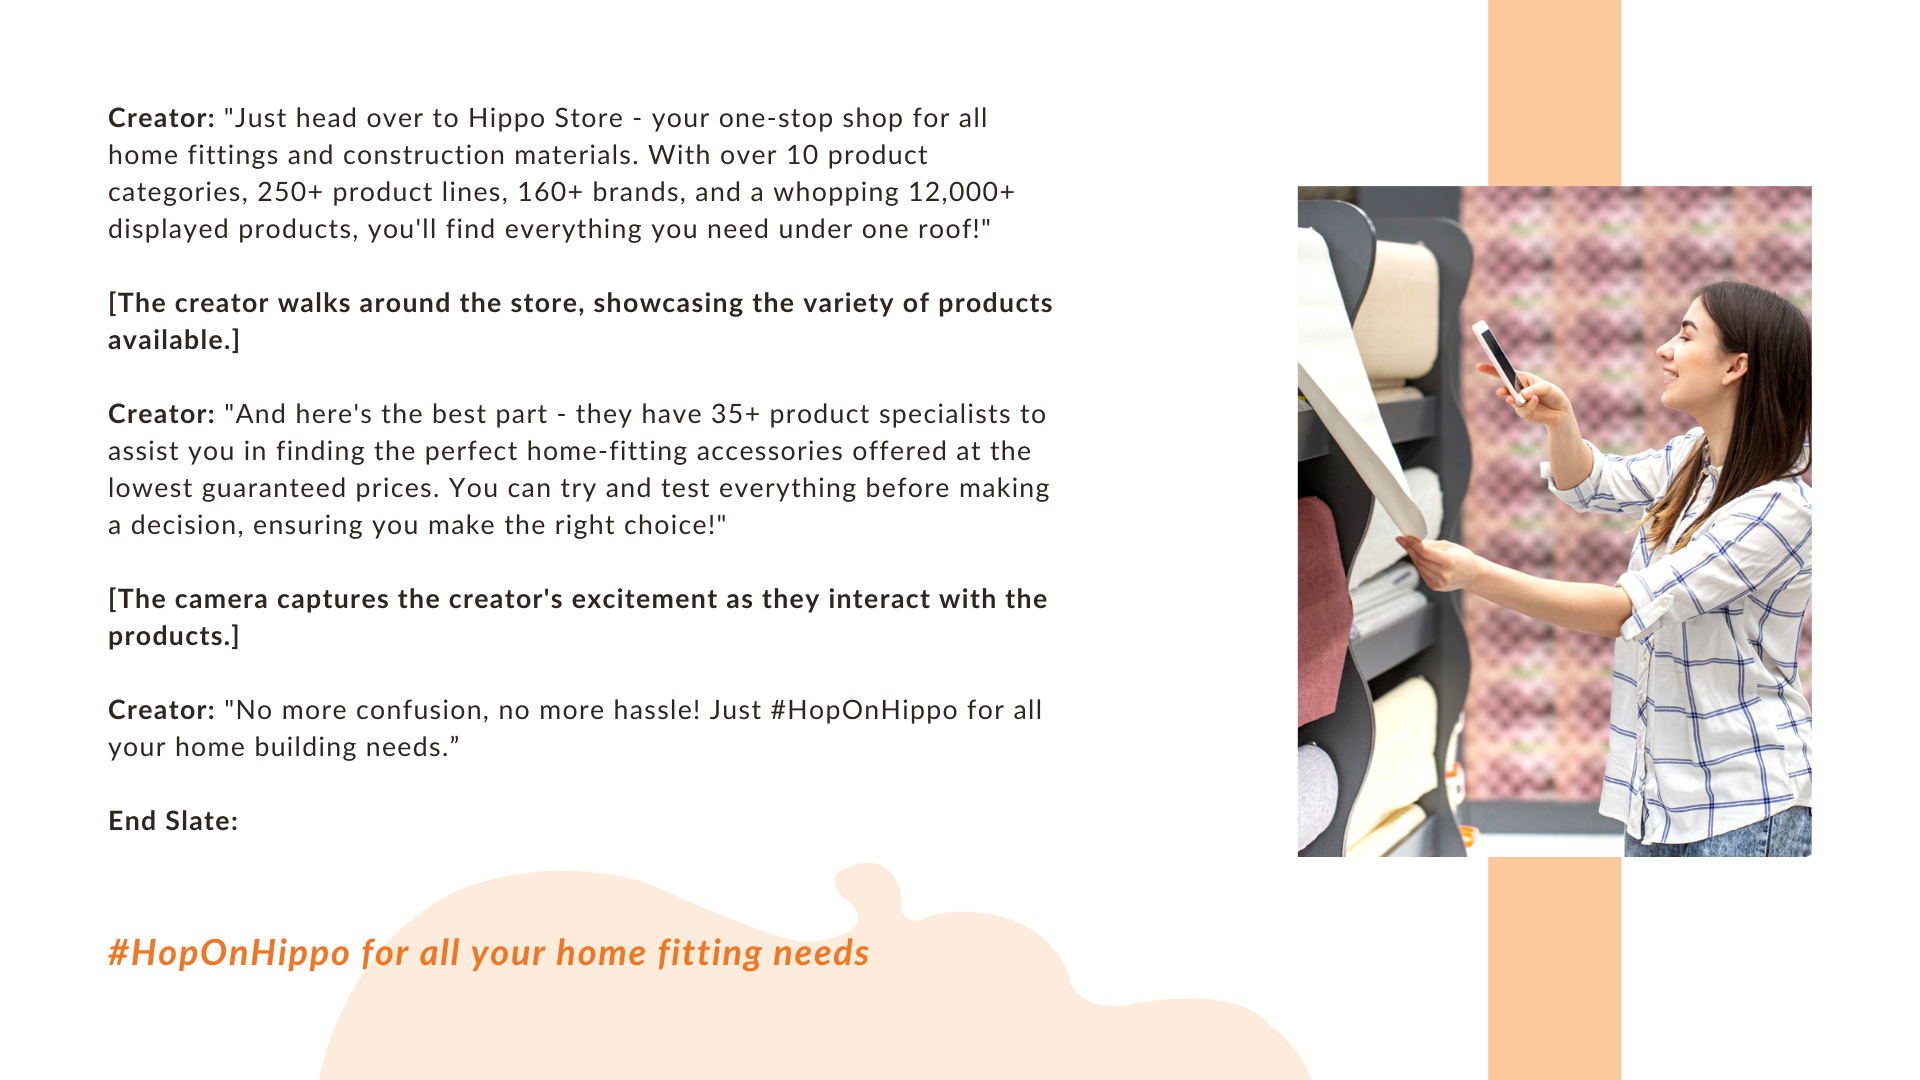 Creator: "Just head over to Hippo Store - your one-stop shop for all
home fittings and construction materials. With over 10 product
categories, 250+ product lines, 160+ brands, and a whopping 12,000+
displayed products, you'll find everything you need under one roof!"
[The creator walks around the store, showcasing the variety of products
available.]
Creator: "And here's the best part - they have 35+ product specialists to
assist you in finding the perfect home-fitting accessories offered at the
lowest guaranteed prices. You can try and test everything before making
a decision, ensuring you make the right choice!"
[The camera captures the creator's excitement as they interact with the
products.]
Creator: "No more confusion, no more hassle! Just #HopOnHippo for all
your home building needs.”
End Slate:
#HopOnHippo for all your home fitting needs